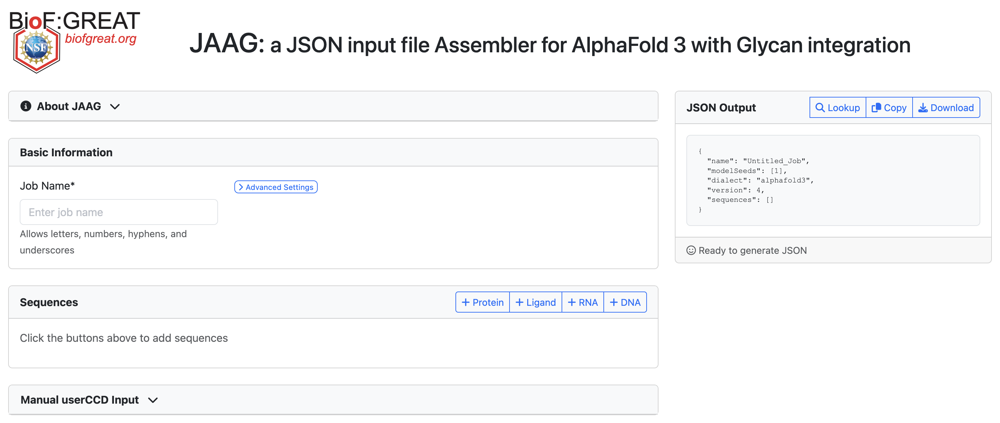 BioF:GREAT
NSF
biofgreat.org
JAAG: a JSON input file Assembler for AlphaFold 3 with Glycan integration
About JAAG
Basic Information
Job Name*
Advanced Settings
Enter job name
Allows letters, numbers, hyphens, and
underscores
Sequences
+ Protein
+ Ligand
+ RNA
+ DNA
Click the buttons above to add sequences
Manual userCCD Input
JSON Output
Lookup
Copy
Download
{
  "name": "Untitled_Job",
  "modelSeeds": [1],
  "dialect": "alphafold3",
  "version": 4,
  "sequences": []
}
Ready to generate JSON